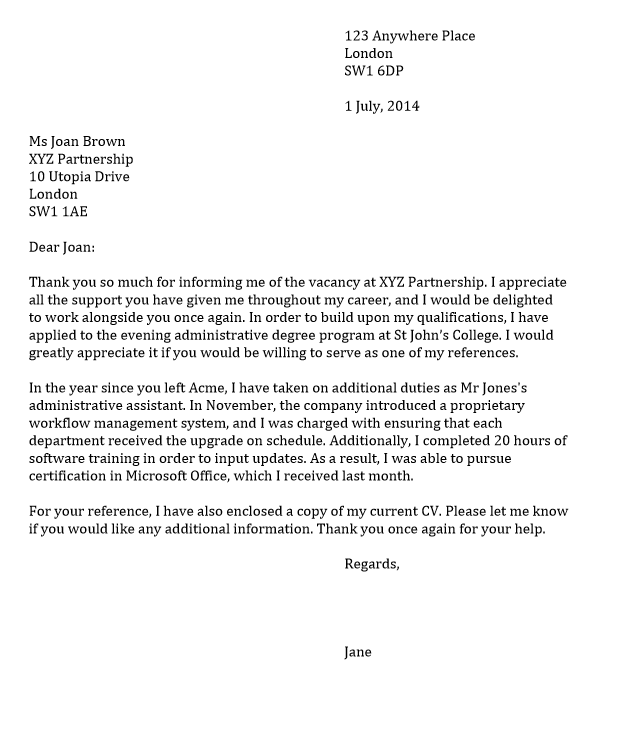 123 Anywhere Place
London
SW1 6DP
1 July, 2014
Ms Joan Brown
XYZ Partnership
10 Utopia Drive
London
SW1 1AE
Dear Joan:
Thank you so much for informing me of the vacancy at XYZ Partnership. I appreciate
all the support you have given me throughout my career, and I would be delighted
to work alongside you once again. In order to build upon my qualifications, I have
applied to the evening administrative degree program at St John’s College. I would
greatly appreciate it if you would be willing to serve as one of my references.
In the year since you left Acme, I have taken on additional duties as Mr Jones's
administrative assistant. In November, the company introduced a proprietary
workflow management system, and I was charged with ensuring that each
department received the upgrade on schedule. Additionally, I completed 20 hours of
software training in order to input updates. As a result, I was able to pursue
certification in Microsoft Office, which I received last month.
For your reference, I have also enclosed a copy of my current CV. Please let me know
if you would like any additional information. Thank you once again for your help.
Regards,
Jane